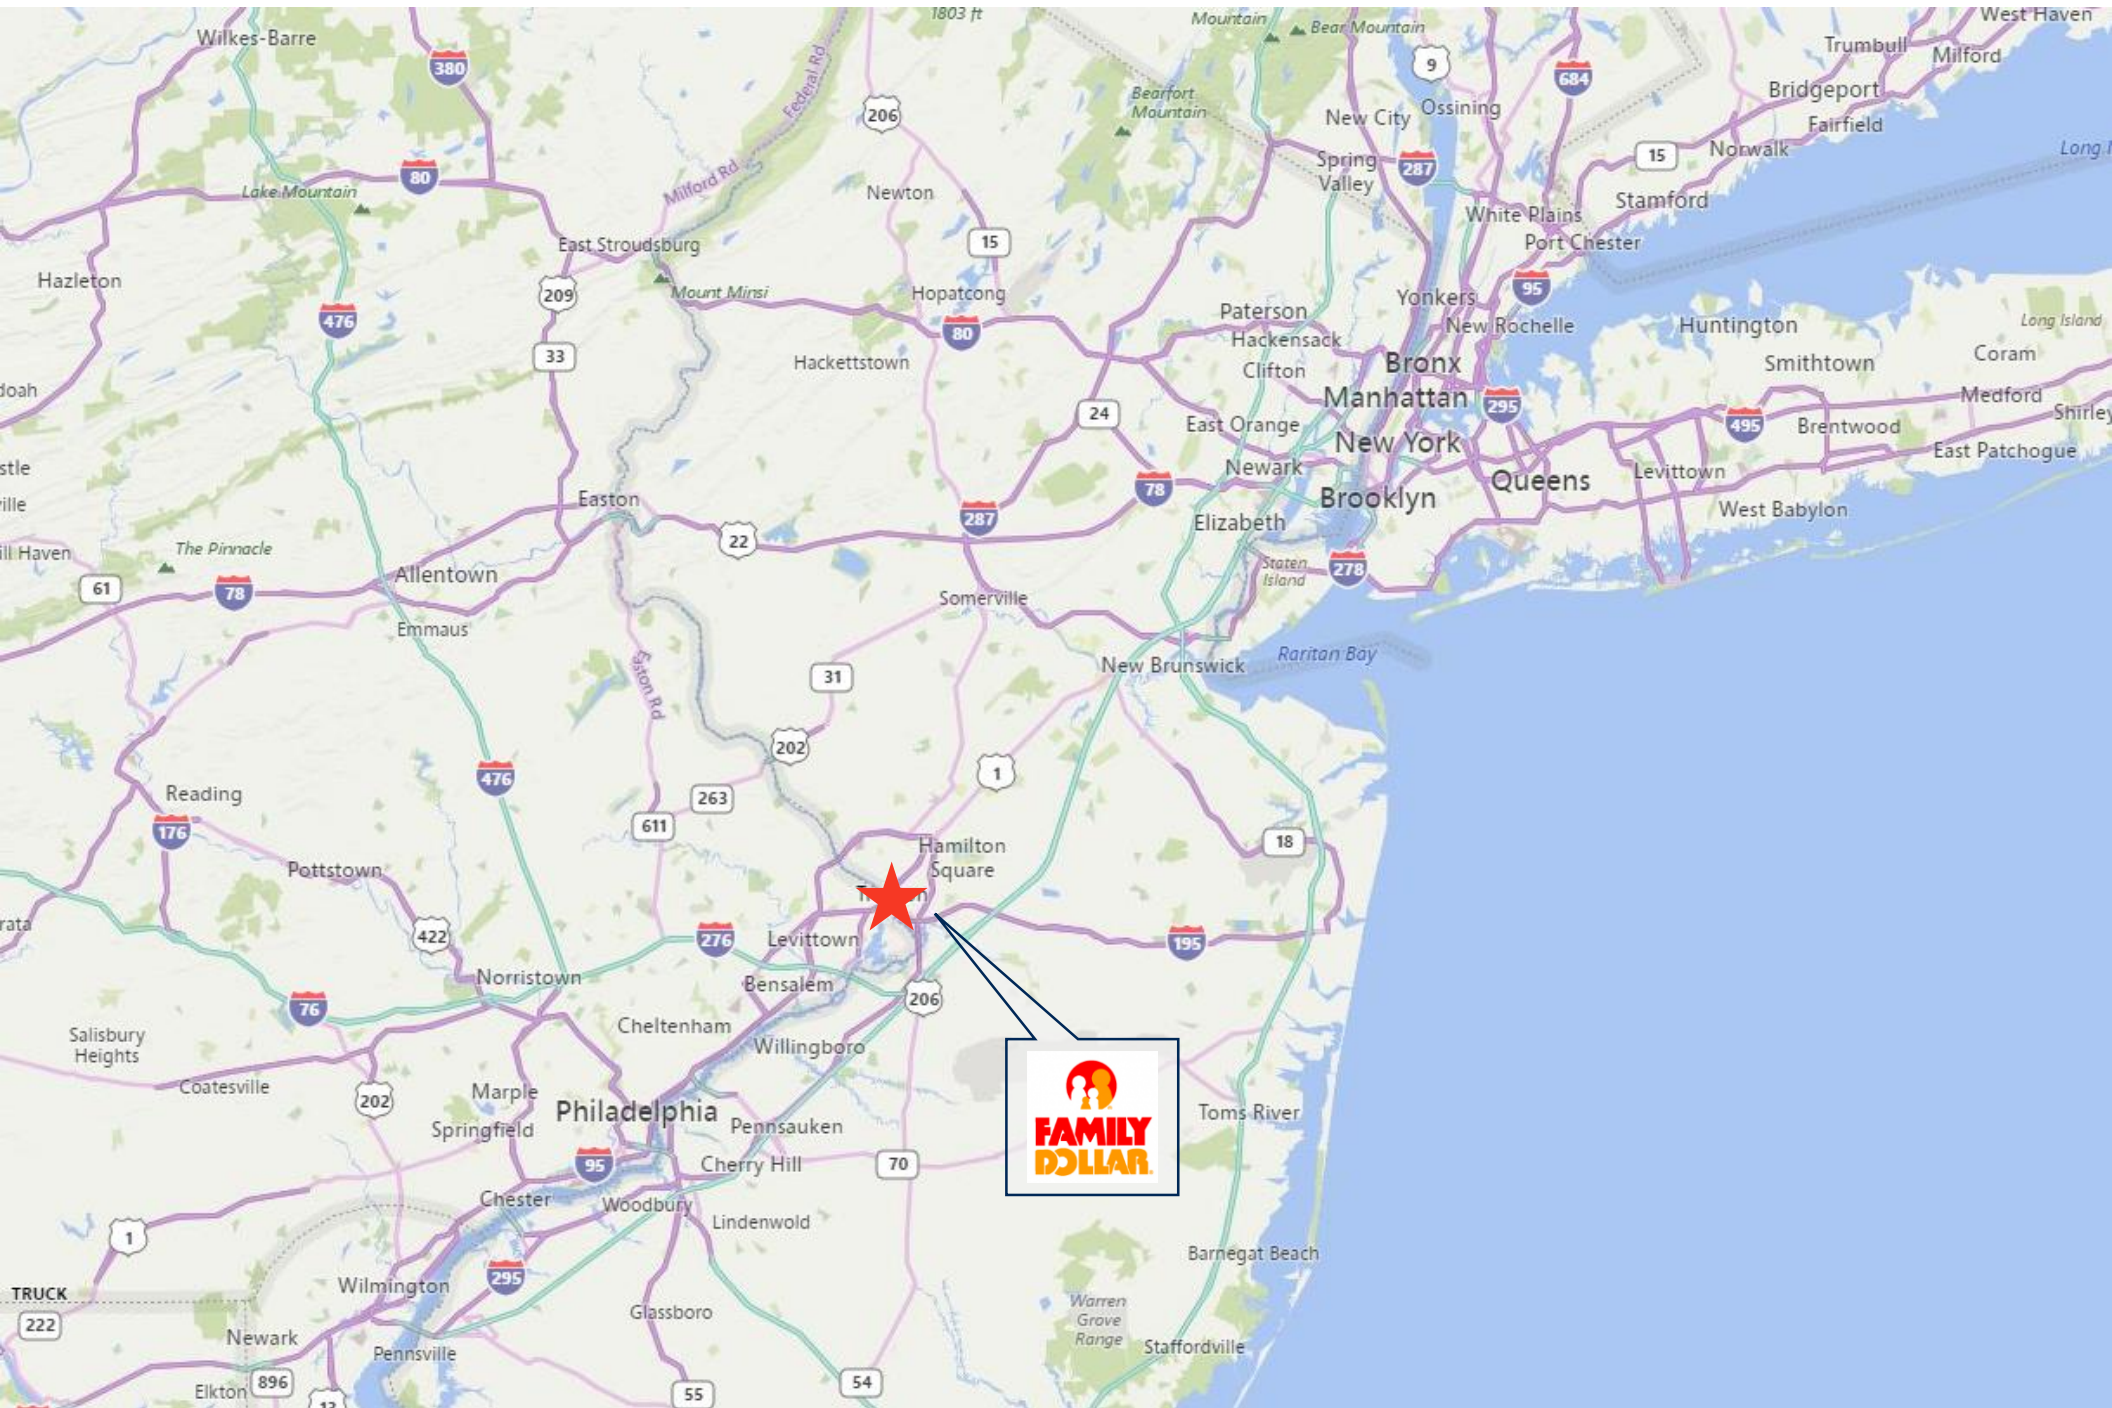 1803 ft
Mountain
Bear Mountain
West Haven
Wilkes-Barre
380
Federal Rd
206
Bearfort
Mountain
9
684
Trumbull
Milford
Bridgeport
New City
Ossining
Fairfield
80
Lake Mountain
Milford Rd
Newton
Spring
Valley
287
15
Norwalk
Long
Stamford
White Plains
Port Chester
East Stroudsburg
15
Hazleton
209
Mount Minsi
Hopatcong
Yonkers
95
476
80
Paterson
New Rochelle
Huntington
Long Island
33
Hackettstown
Hackensack
Clifton
Bronx
Smithtown
Coram
doah
24
Manhattan
295
Medford
East Orange
495
Brentwood
Shirley
New York
East Patchogue
stle
Newark
Queens
Levittown
ville
Easton
287
78
Brooklyn
Elizabeth
West Babylon
22
ill Haven
The Pinnacle
Allentown
Staten
Island
278
61
78
Somerville
Emmaus
Easton Rd
31
New Brunswick
Raritan Bay
202
1
476
263
Reading
176
611
18
Hamilton
Square
Pottstown
rata
422
276
Levittown
195
Norristown
Bensalem
206
76
Salisbury
Heights
Cheltenham
Willingboro
Coatesville
202
Marple
Springfield
Philadelphia
Pennsauken
FAMILY
DOLLAR
Toms River
95
Cherry Hill
70
Chester
Woodbury
Lindenwold
1
295
Barnegat Beach
TRUCK
222
Wilmington
Glassboro
Warren
Grove
Range
Newark
Pennsville
Staffordville
Elkton
896
13
55
54